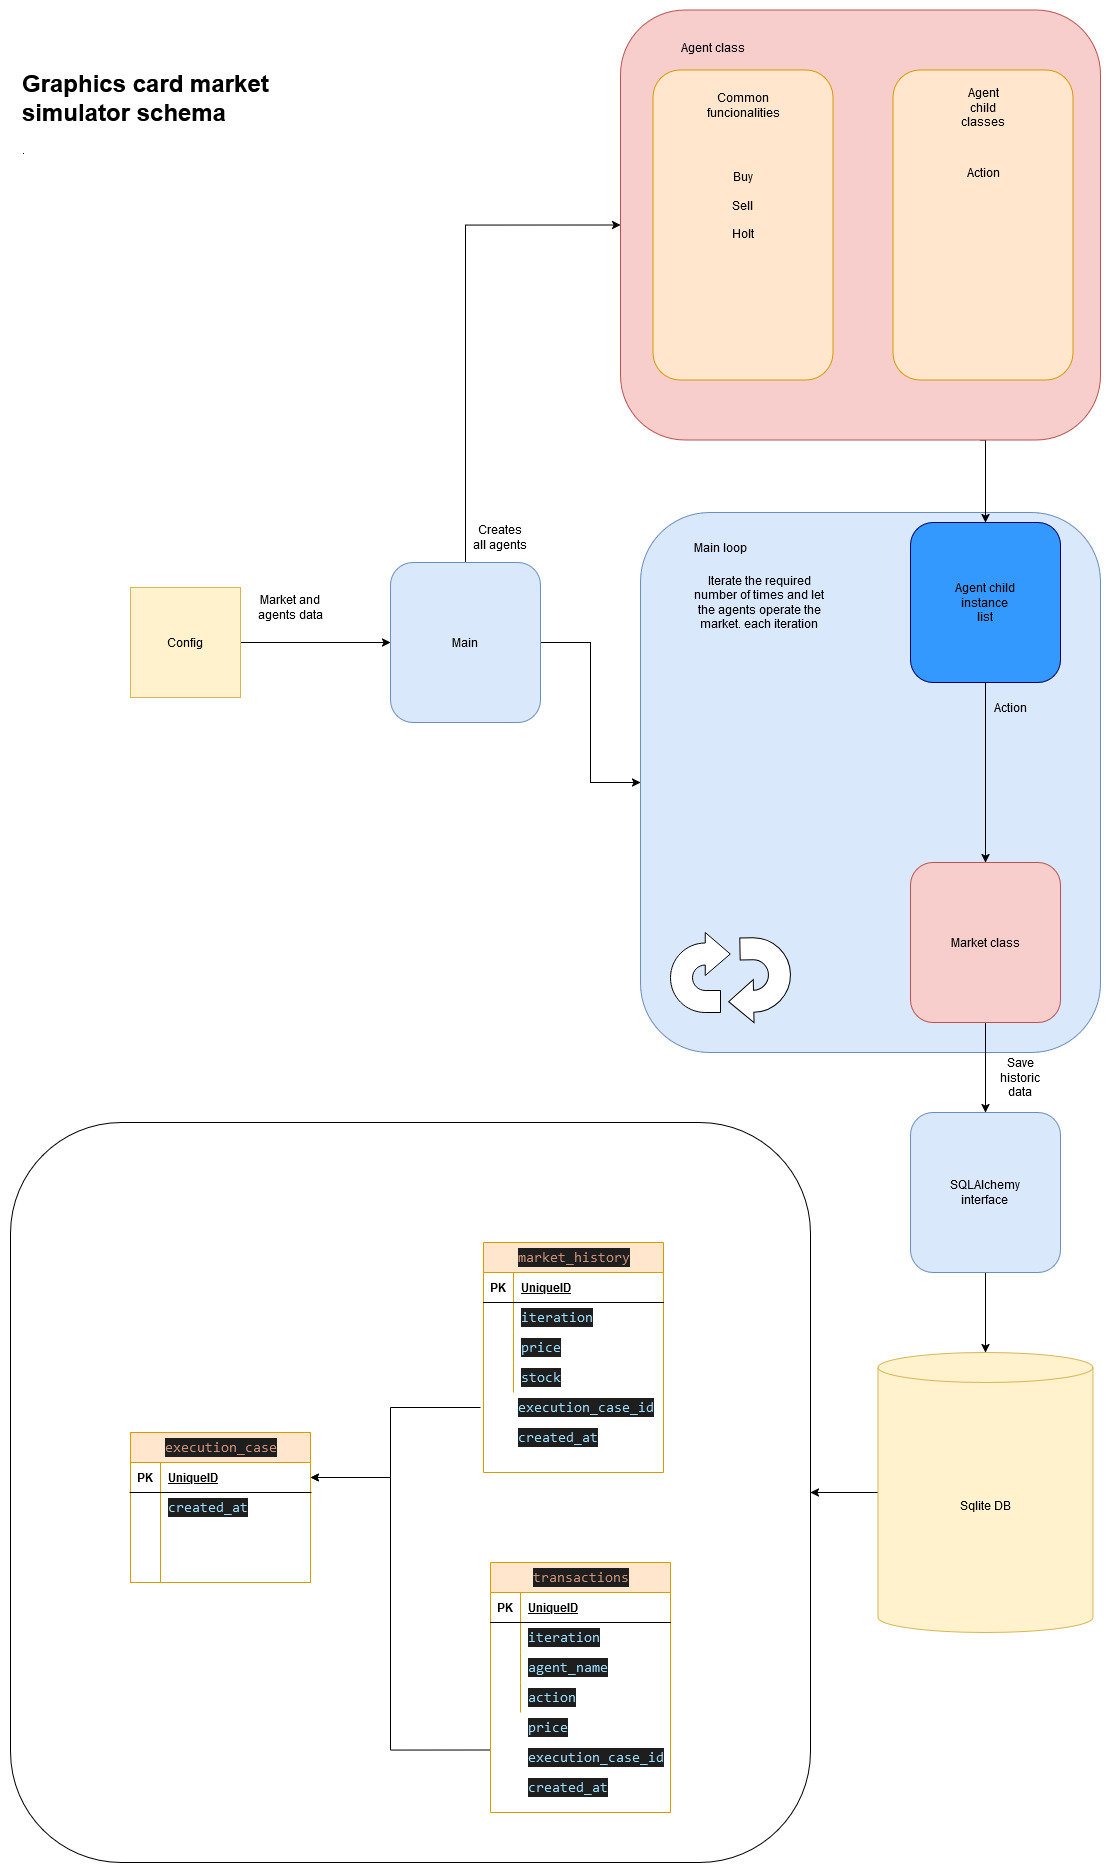 Graphics card market
simulator schema
.
Agent class
Common
funcionalities
Buy
Sell
Holt
Agent
child
classes
Action
Creates
all agents
Config
Market and
agents data
Main
Main loop
Iterate the required
number of times and let
the agents operate the
market. each iteration
Agent child
instance
list
Action
Market class
Save
historic
data
SQLAlchemy
interface
Sqlite DB
market_history
PK UniqueID
iteration
price
stock
execution_case_id
created_at
execution_case
PK UniqueID
created_at
transactions
PK UniqueID
iteration
agent_name
action
price
execution_case_id
created_at